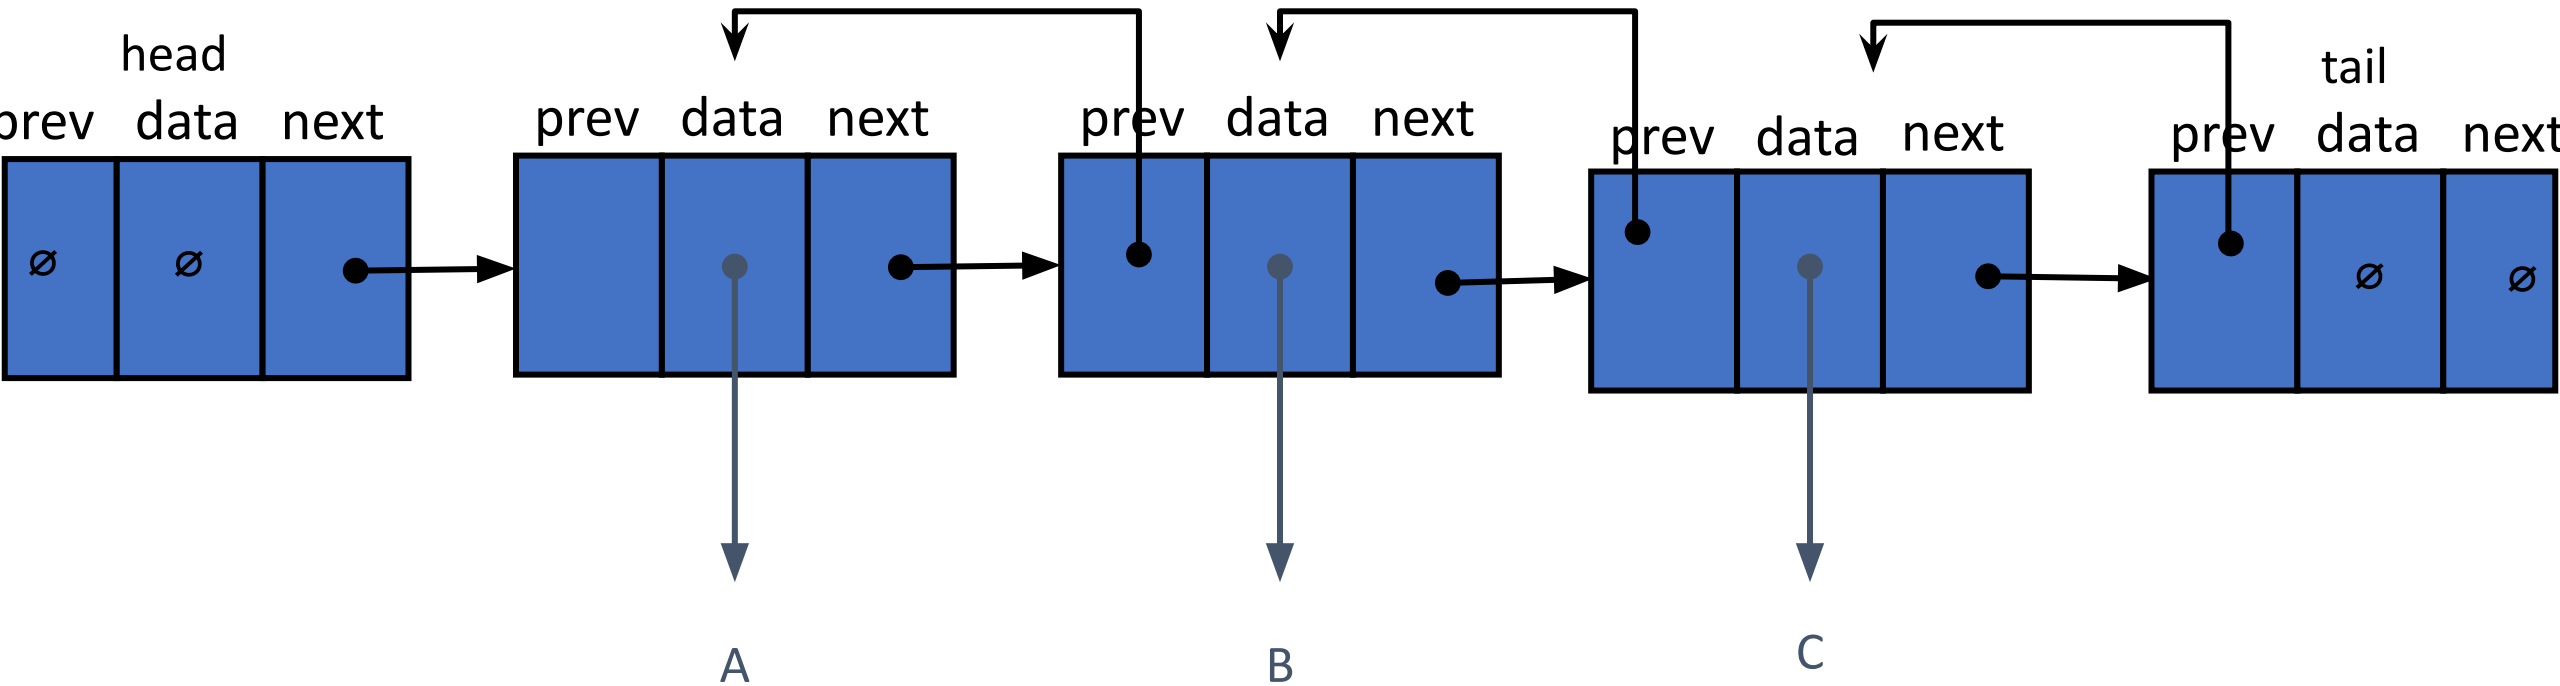 head
tail
prev data next
prev data next
prev data next
prev data next
prev data next
∅ ∅
∅ ∅
A
B
C